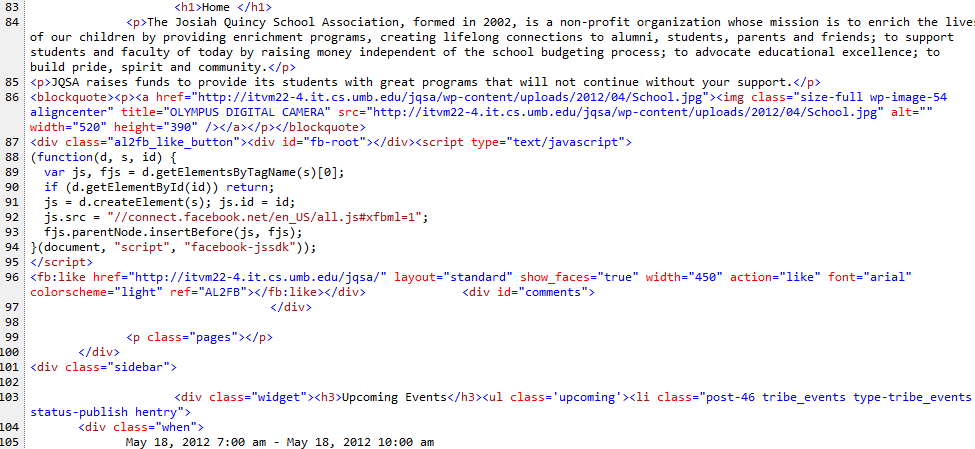 83 <h1>Home </h1>
84 <p>The Josiah Quincy School Association, formed in 2002, is a non-profit organization whose mission is to enrich the
of our children by providing enrichment programs, creating lifelong connections to alumni, students, parents and friends; to support
students and faculty of today by raising money independent of the school budgeting process; to advocate educational excellence; to
build pride, spirit and community.</p>
85 <p>JQSA raises funds to provide its students with great programs that will not continue without your support.</p>
86 <blockquote><p><a href="http://itvm22-4.it.cs.umb.edu/jqsa/wp-content/uploads/2012/04/School.jpg"><img class="size-full wp-image-54
aligncenter" title="OLYMPUS DIGITAL CAMERA" src="http://itvm22-4.it.cs.umb.edu/jqsa/wp-content/uploads/2012/04/School.jpg" alt=""
width="520" height="390" /></a></p></blockquote>
87 <div class="al2fb_like_button"><div id="fb-root"></div><script type="text/javascript">
88 (function(d, s, id) {
89 var js, fjs = d.getElementsByTagName(s)[0];
90 if (d.getElementById(id)) return;
91 js = d.createElement(s); js.id = id;
92 js.src = "//connect.facebook.net/en_US/all.js#xfbml=1";
93 fjs.parentNode.insertBefore(js, fjs);
94 }(document, "script", "facebook-jssdk"));
95 </script>
96 <fb:like href="http://itvm22-4.it.cs.umb.edu/jqsa/" layout="standard" show_faces="true" width="450" action="like" font="arial"
colorscheme="light" ref="AL2FB"></fb:like></div> <div id="comments">
97 </div>
98
99 <p class="pages"></p>
100 </div>
101 <div class="sidebar">
102
103 <div class="widget"><h3>Upcoming Events</h3><ul class='upcoming'><li class="post-46 tribe_events type-tribe_events
status-publish hentry">
104 <div class="when">
105 May 18, 2012 7:00 am - May 18, 2012 10:00 am